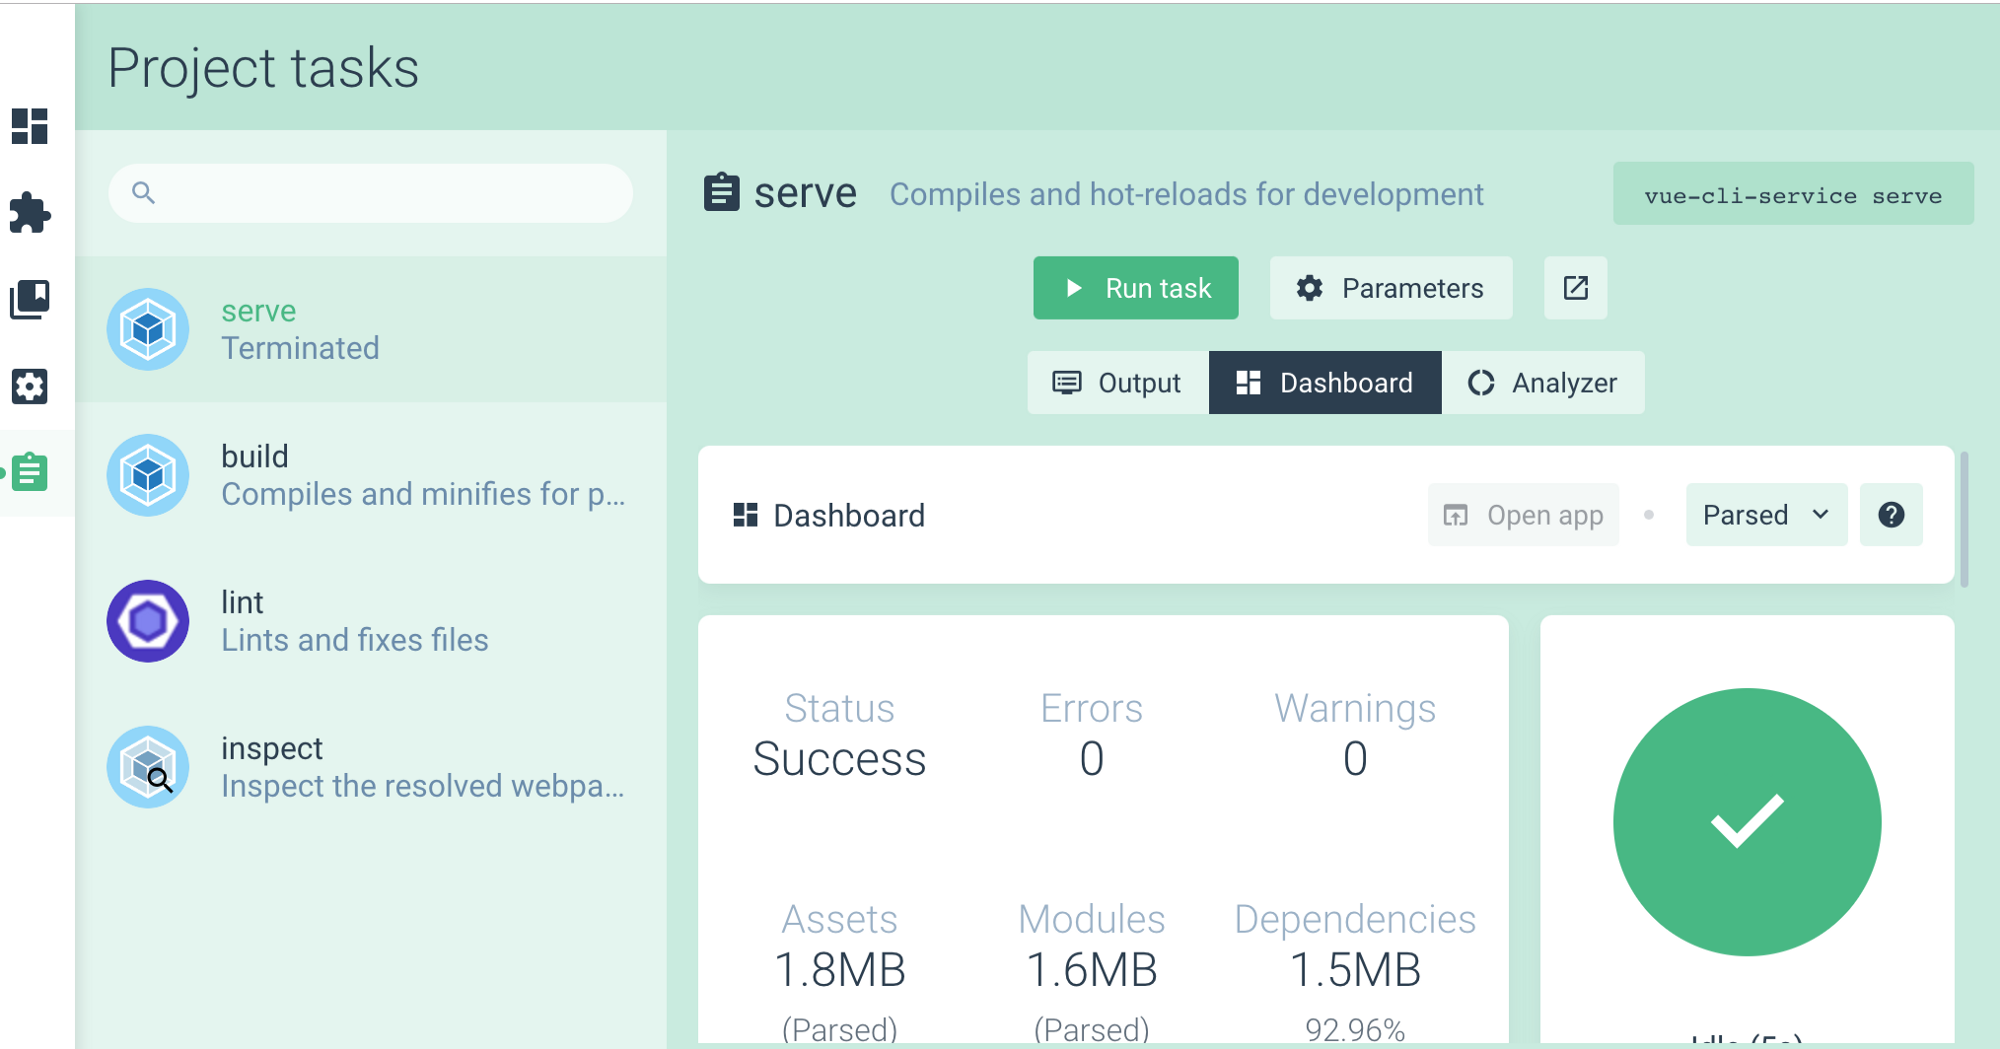 Project tasks
serve
Terminated
build
Compiles and minifies for p...
lint
Lints and fixes files
inspect
Inspect the resolved webpa...
serve Compiles and hot-reloads for development vue-cli-service serve
Run task Parameters
Output Dashboard Analyzer
Dashboard Open app Parsed
Status Errors Warnings
Success 0 0
Assets Modules Dependencies
1.8MB 1.6MB 1.5MB
(Parsed) (Parsed) 92.96%
Idle (5s)